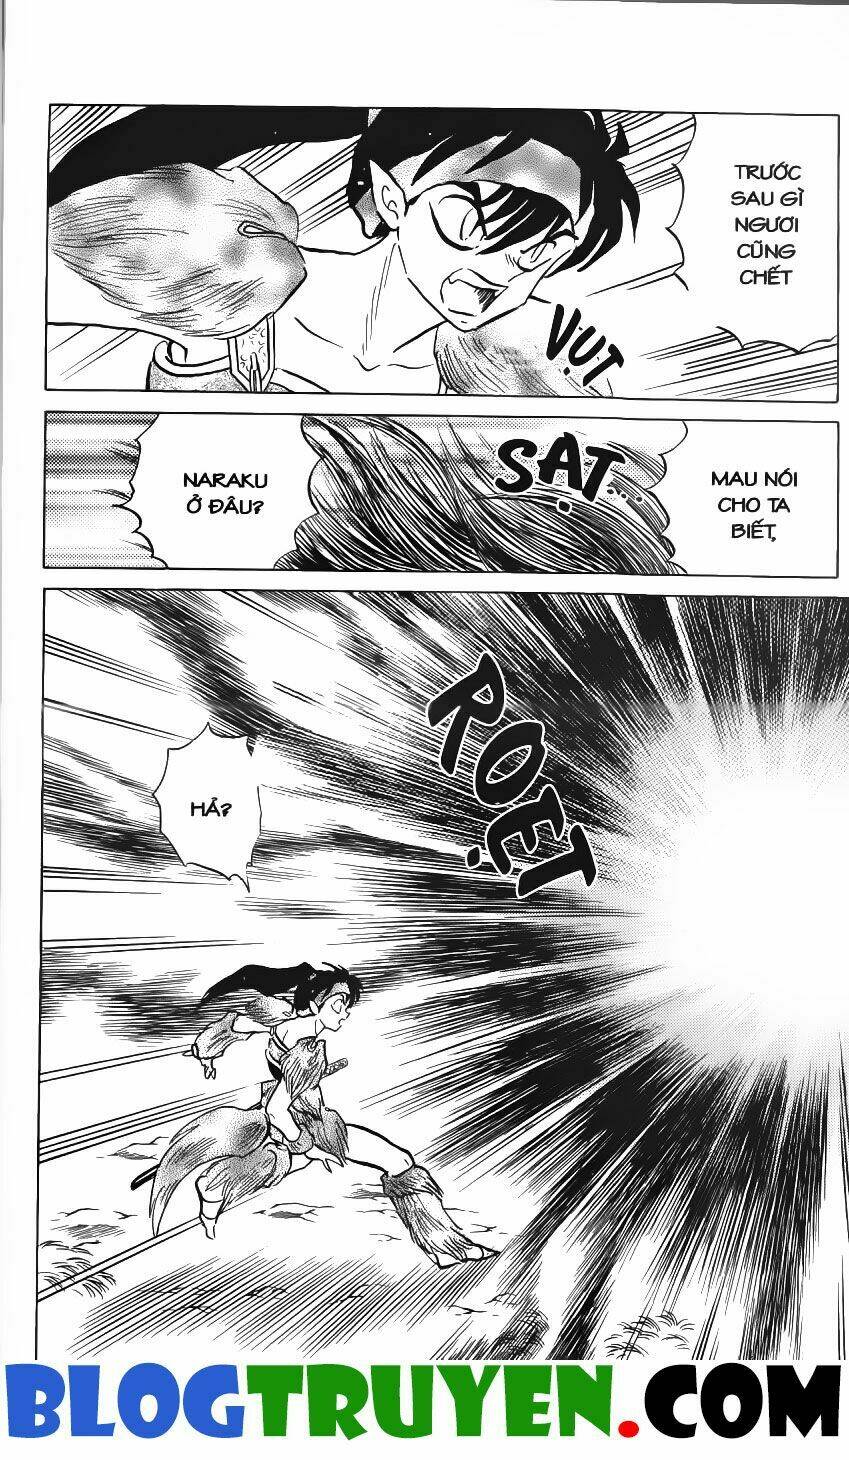 TRƯỚC
SAU GÌ
NGƯƠI
CŨNG
CHẾT
VỤT
MAU NÓI
CHO TA
BIẾT,
SẠT...
NARAKU
Ở ĐÂU?
ROẸT
HẢ?
BLOGTRUYEN.COM